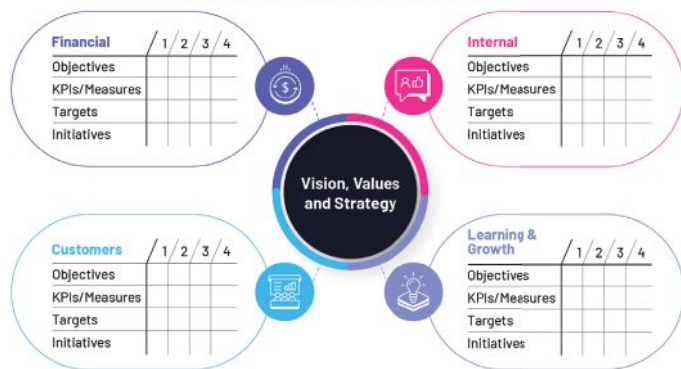 Financial 1 2 3 4
Objectives
KPIs/Measures
Targets
Initiatives
Internal 1 2 3 4
Objectives
KPIs/Measures
Targets
Initiatives
$
Vision, Values
and Strategy
Customers 1 2 3 4
Objectives
KPIs/Measures
Targets
Initiatives
Learning &
Growth 1 2 3 4
Objectives
KPIs/Measures
Targets
Initiatives